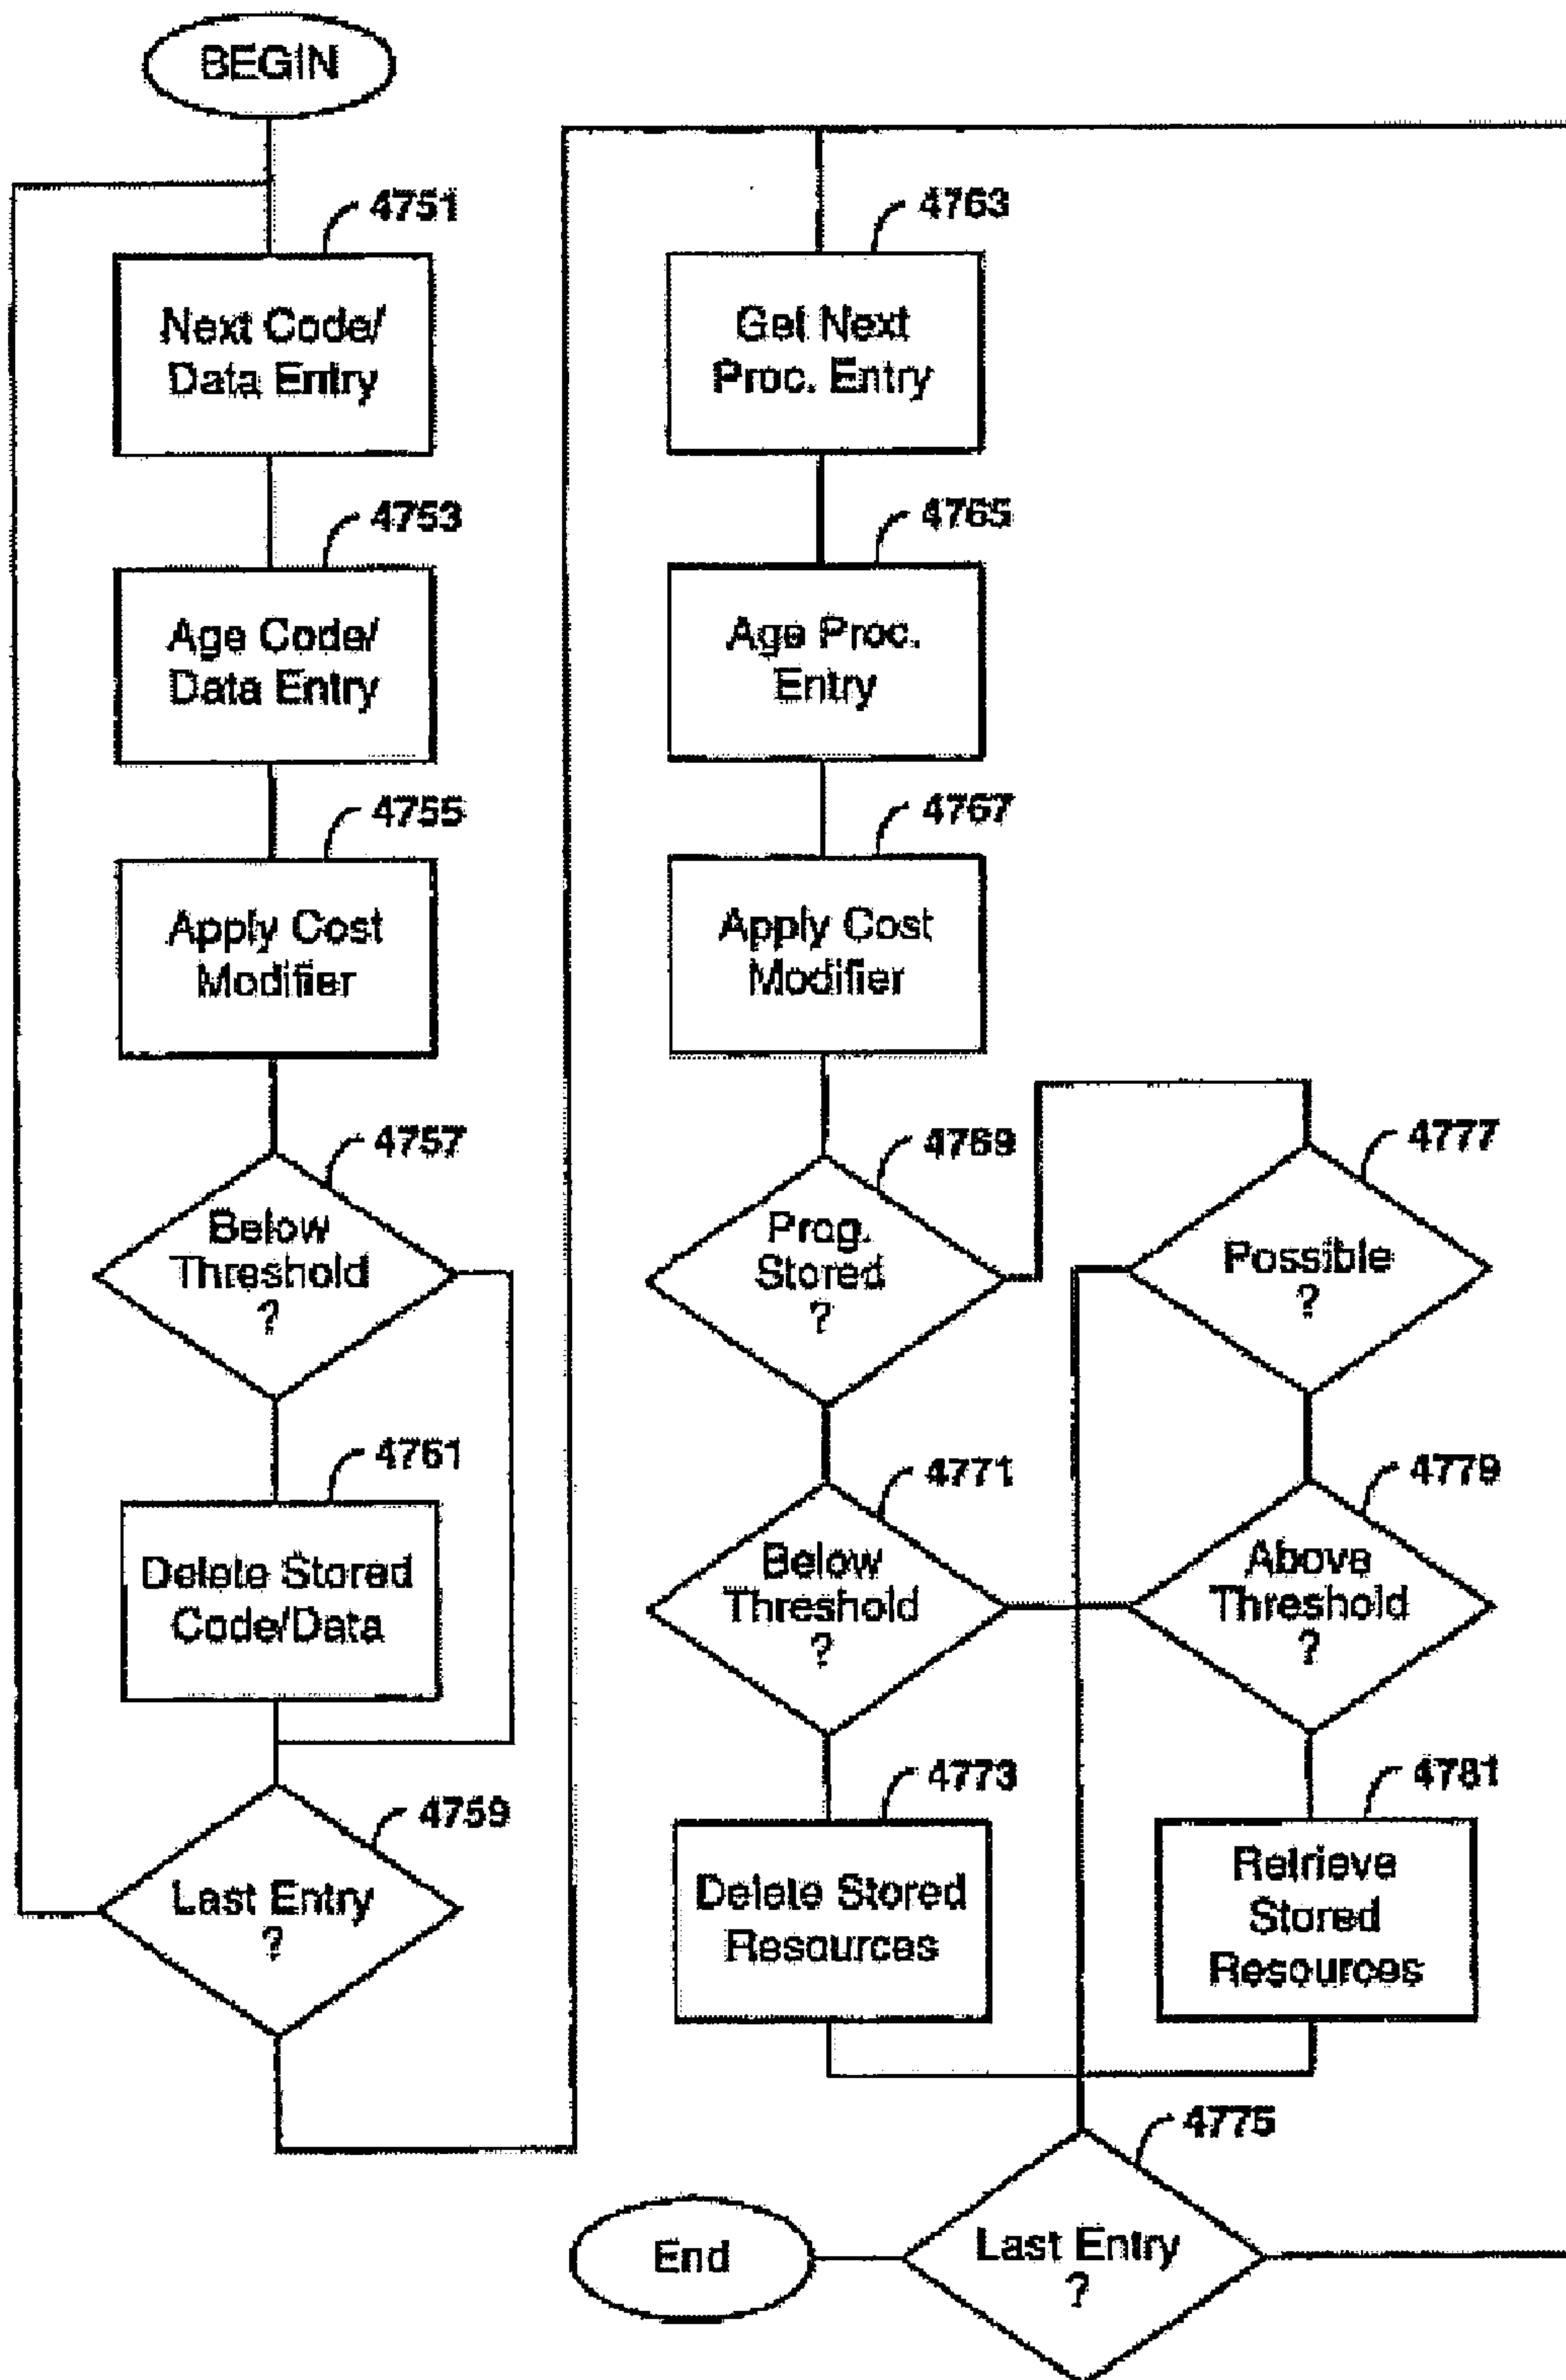 BEGIN
4751
Next Code/
Data Entry
4753
Age Code/
Data Entry
4755
Apply Cost
Modifier
4757
Below
Threshold
?
4761
Delete Stored
Code/Data
4759
Last Entry
?
4763
Get Next
Proc. Entry
4765
Age Proc.
Entry
4767
Apply Cost
Modifier
4769
Prog.
Stored
?
4771
Below
Threshold
?
4773
Delete Stored
Resources
4777
Possible
?
4779
Above
Threshold
?
4781
Retrieve
Stored
Resources
4775
Last Entry
?
End